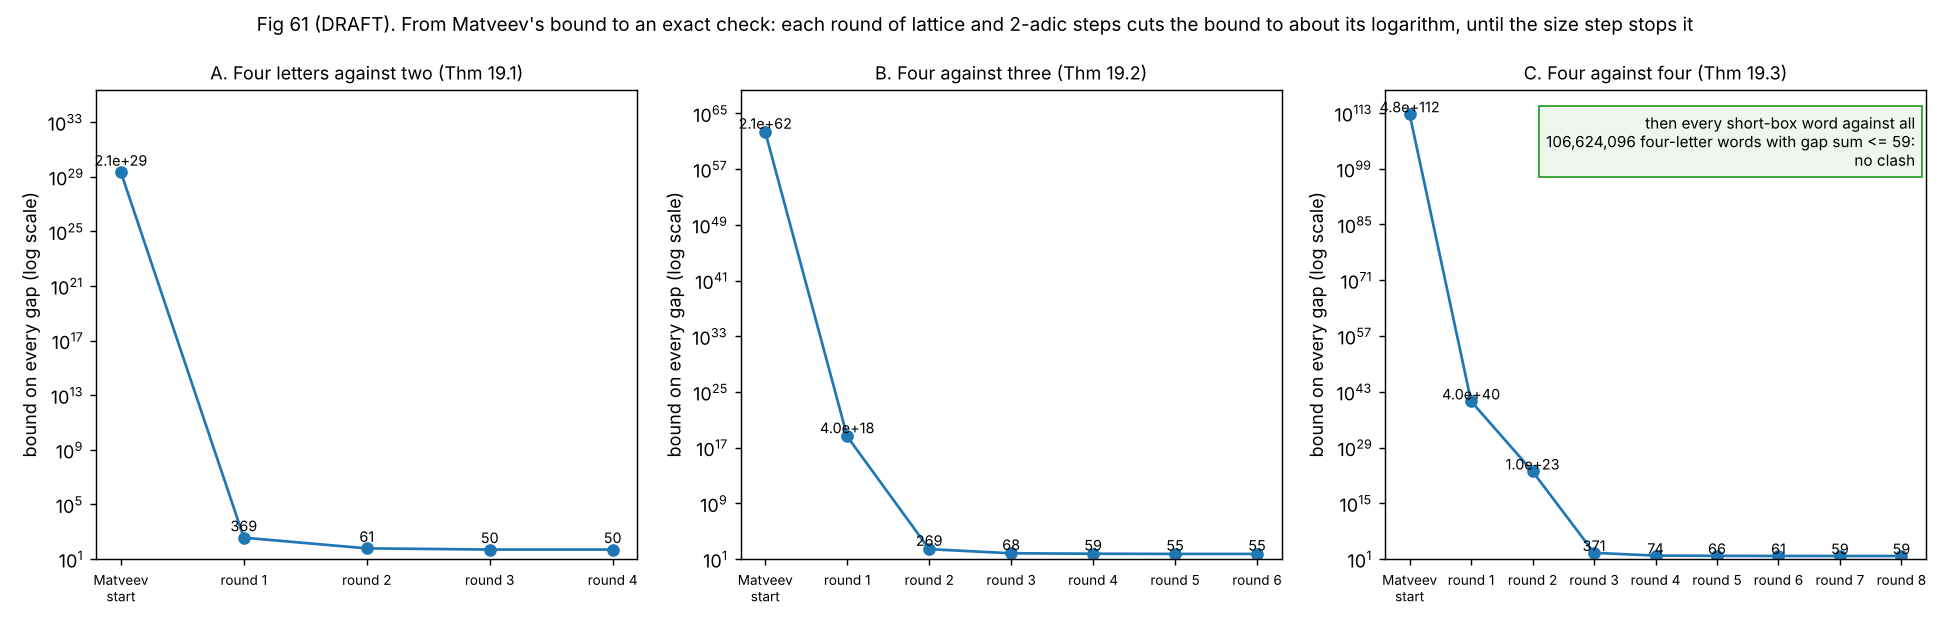 Fig 61 (DRAFT). From Matveev's bound to an exact check: each round of lattice and 2-adic steps cuts the bound to about its logarithm, until the size step stops it
A. Four letters against two (Thm 19.1)
bound on every gap (log scale)
10^33
10^29
10^25
10^21
10^17
10^13
10^9
10^5
10^1
2.1e+29
369
61
50
50
Matveev
start
round 1
round 2
round 3
round 4
B. Four against three (Thm 19.2)
bound on every gap (log scale)
10^65
10^57
10^49
10^41
10^33
10^25
10^17
10^9
10^1
2.1e+62
4.0e+18
269
68
59
55
55
Matveev
start
round 1
round 2
round 3
round 4
round 5
round 6
C. Four against four (Thm 19.3)
bound on every gap (log scale)
10^113
10^99
10^85
10^71
10^57
10^43
10^29
10^15
10^1
4.8e+112
4.0e+40
1.0e+23
371
74
66
61
59
59
then every short-box word against all
106,624,096 four-letter words with gap sum <= 59:
no clash
Matveev
start
round 1
round 2
round 3
round 4
round 5
round 6
round 7
round 8